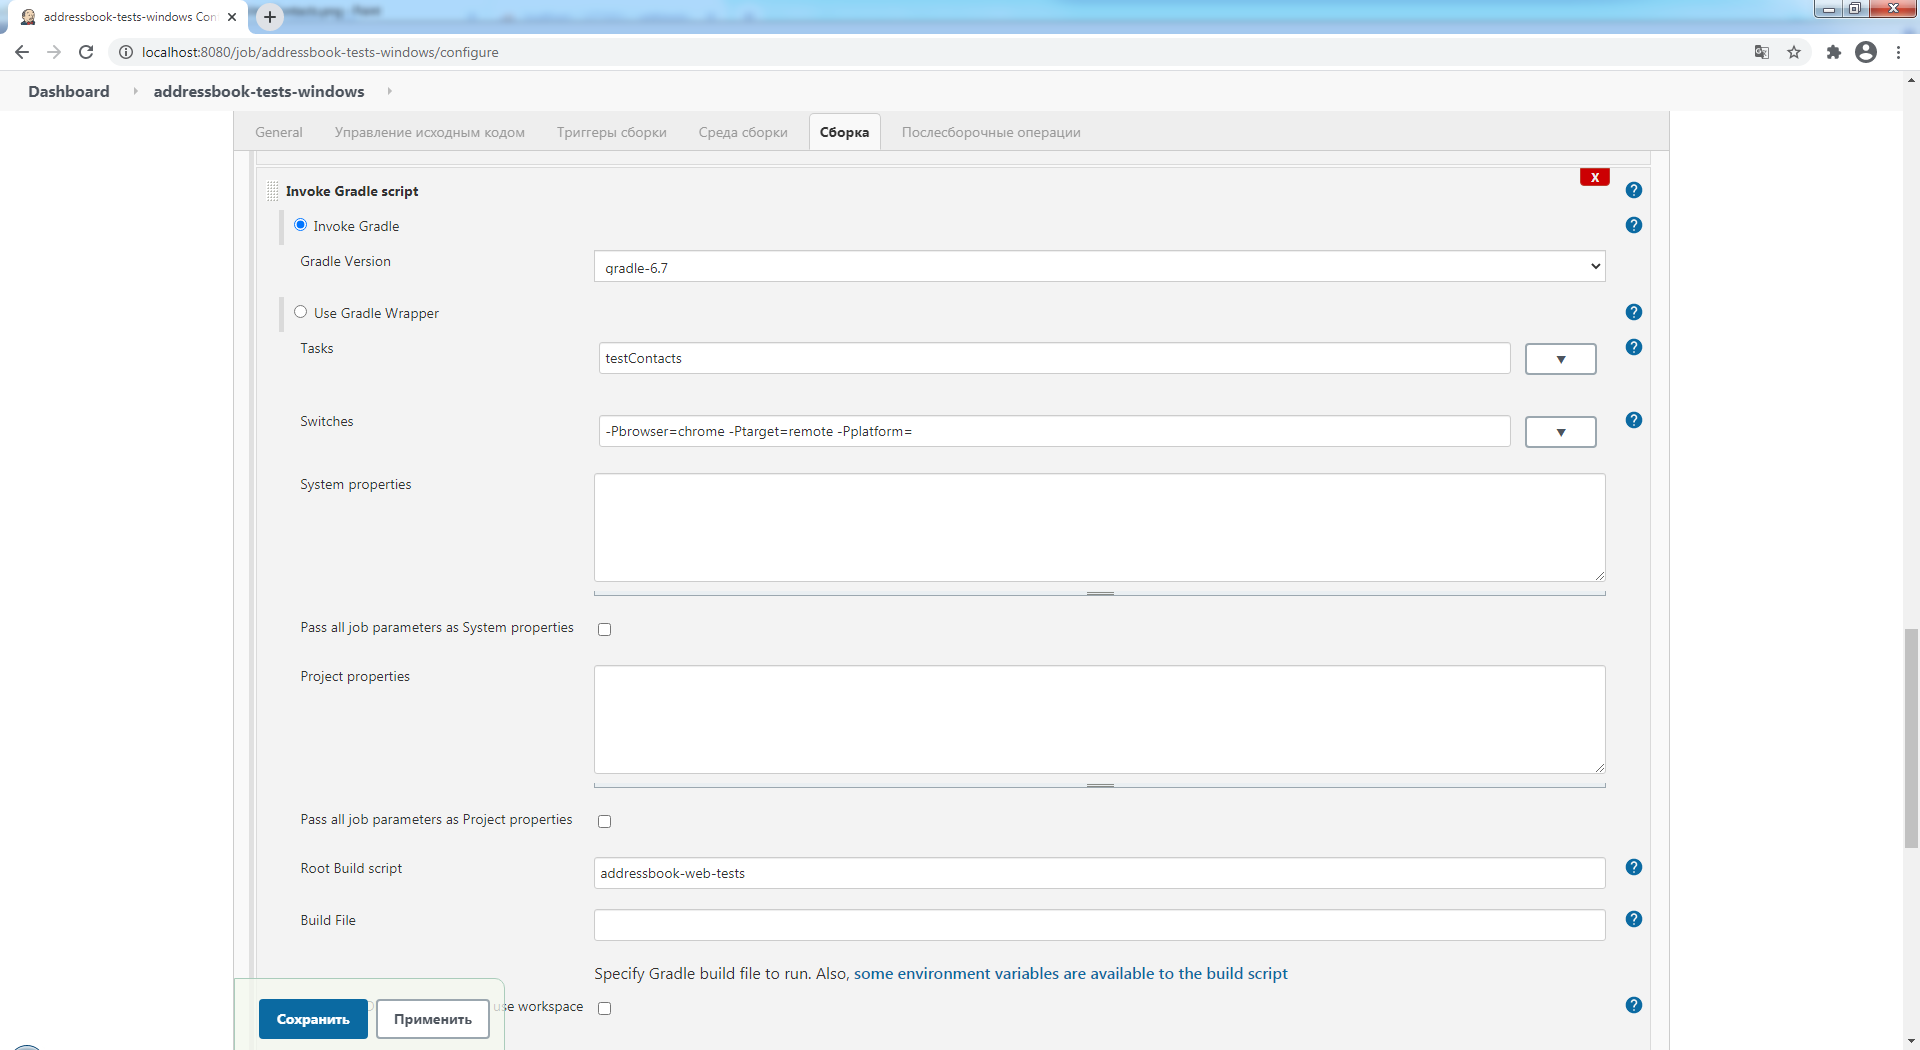 addressbook-tests-windows Con
localhost:8080/job/addressbook-tests-windows/configure
Dashboard addressbook-tests-windows
General Управление исходным кодом Триггеры сборки Среда сборки Сборка Послесборочные операции
Invoke Gradle script X
Invoke Gradle
Gradle Version gradle-6.7
Use Gradle Wrapper
Tasks testContacts
Switches -Pbrowser=chrome -Ptarget=remote -Pplatform=
System properties
Pass all job parameters as System properties
Project properties
Pass all job parameters as Project properties
Root Build script addressbook-web-tests
Build File
Specify Gradle build file to run. Also, some environment variables are available to the build script
use workspace
Сохранить Применить